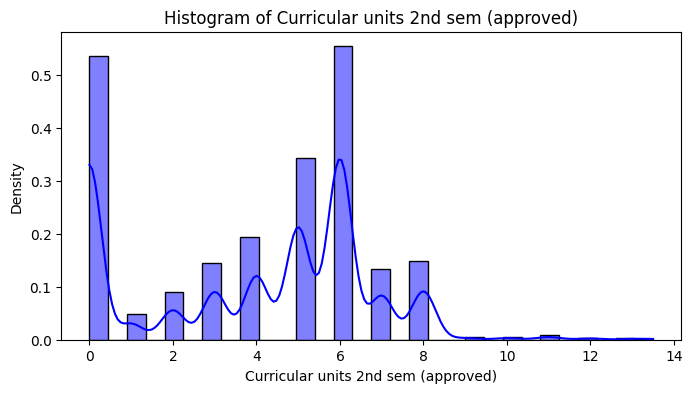 Histogram of Curricular units 2nd sem (approved)
Density
0.5
0.4
0.3
0.2
0.1
0.0
0 2 4 6 8 10 12 14
Curricular units 2nd sem (approved)